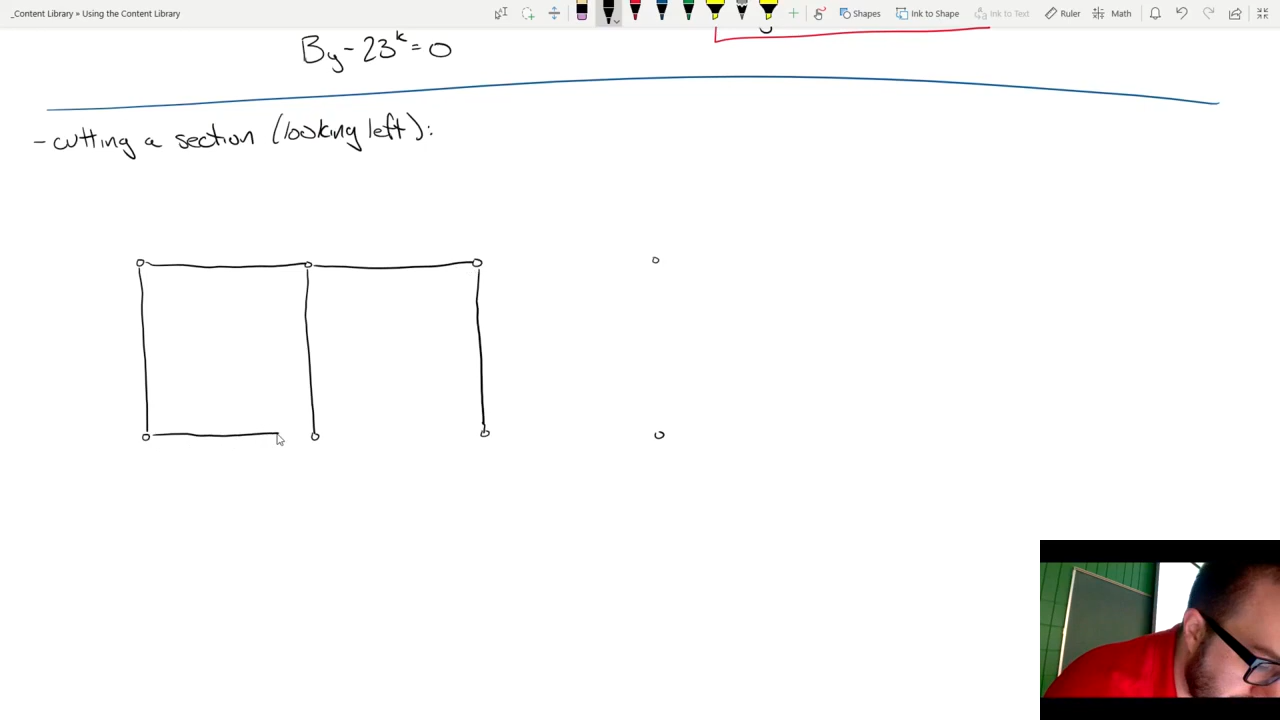 _Content Library » Using the Content Library
Shapes
Ink to Shape
Ink to Text
Ruler
Math
By - 23ᵏ = 0
- cutting a section (looking left):